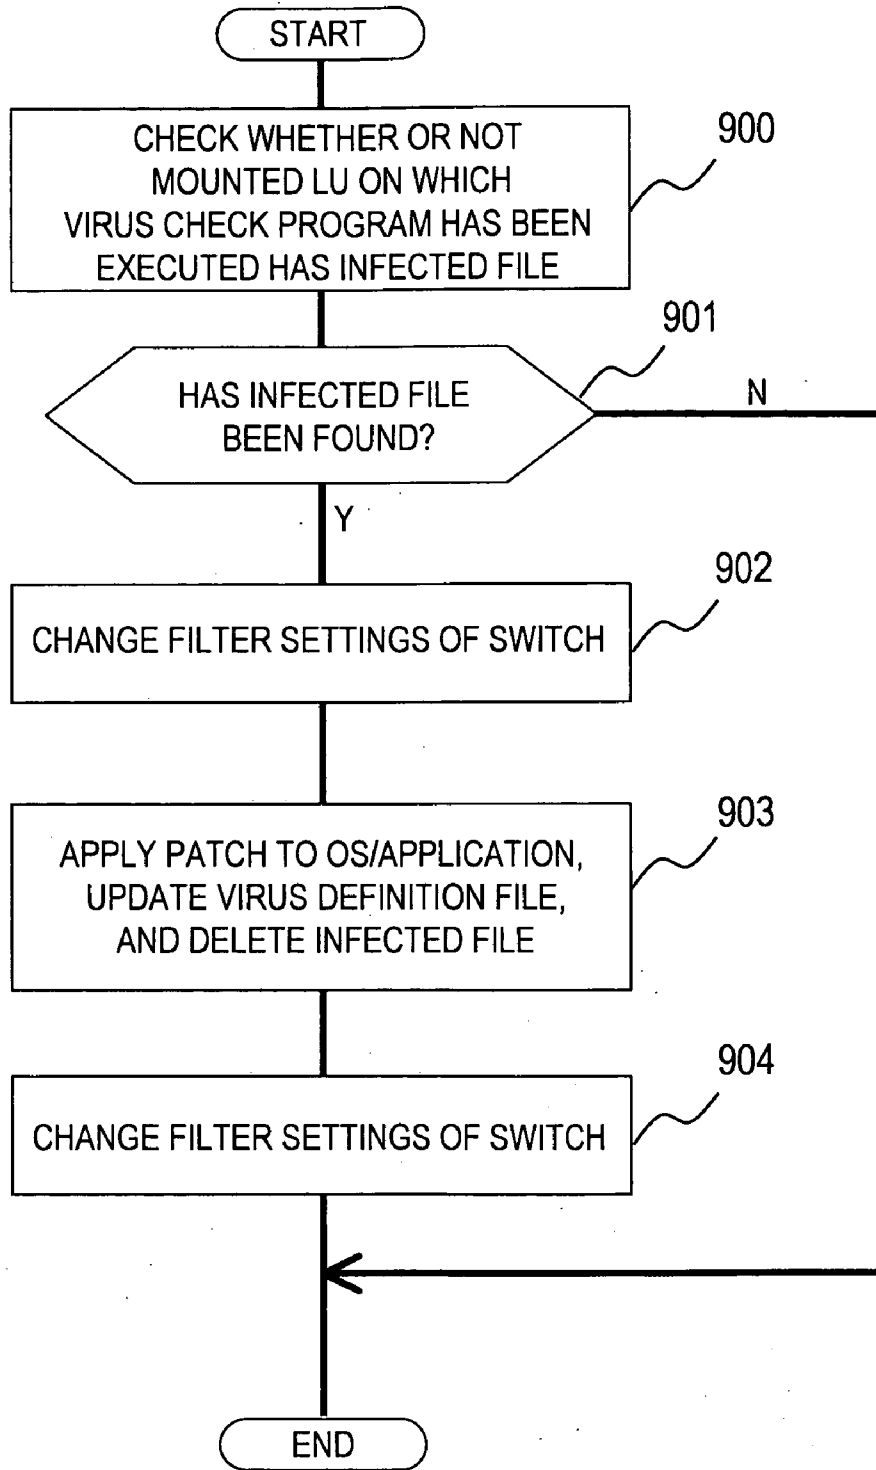 START
CHECK WHETHER OR NOT
MOUNTED LU ON WHICH
VIRUS CHECK PROGRAM HAS BEEN
EXECUTED HAS INFECTED FILE
900
HAS INFECTED FILE
BEEN FOUND?
901
N
Y
CHANGE FILTER SETTINGS OF SWITCH
902
APPLY PATCH TO OS/APPLICATION,
UPDATE VIRUS DEFINITION FILE,
AND DELETE INFECTED FILE
903
CHANGE FILTER SETTINGS OF SWITCH
904
END